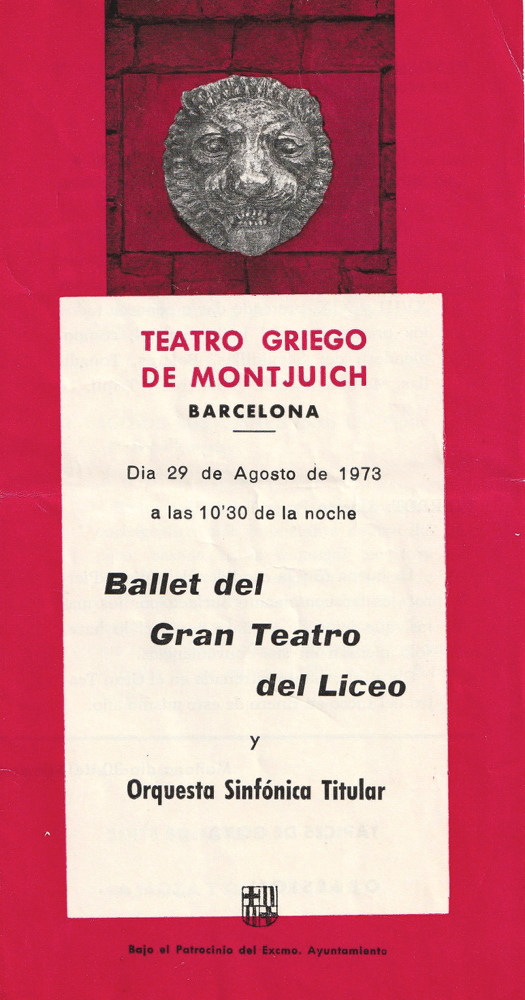 TEATRO GRIEGO
DE MONTJUICH
BARCELONA
Dia 29 de Agosto de 1973
a las 10'30 de la noche
Ballet del
Gran Teatro
del Liceo
y
Orquesta Sinfónica Titular
Bajo el Patrocinio del Excmo. Ayuntamiento